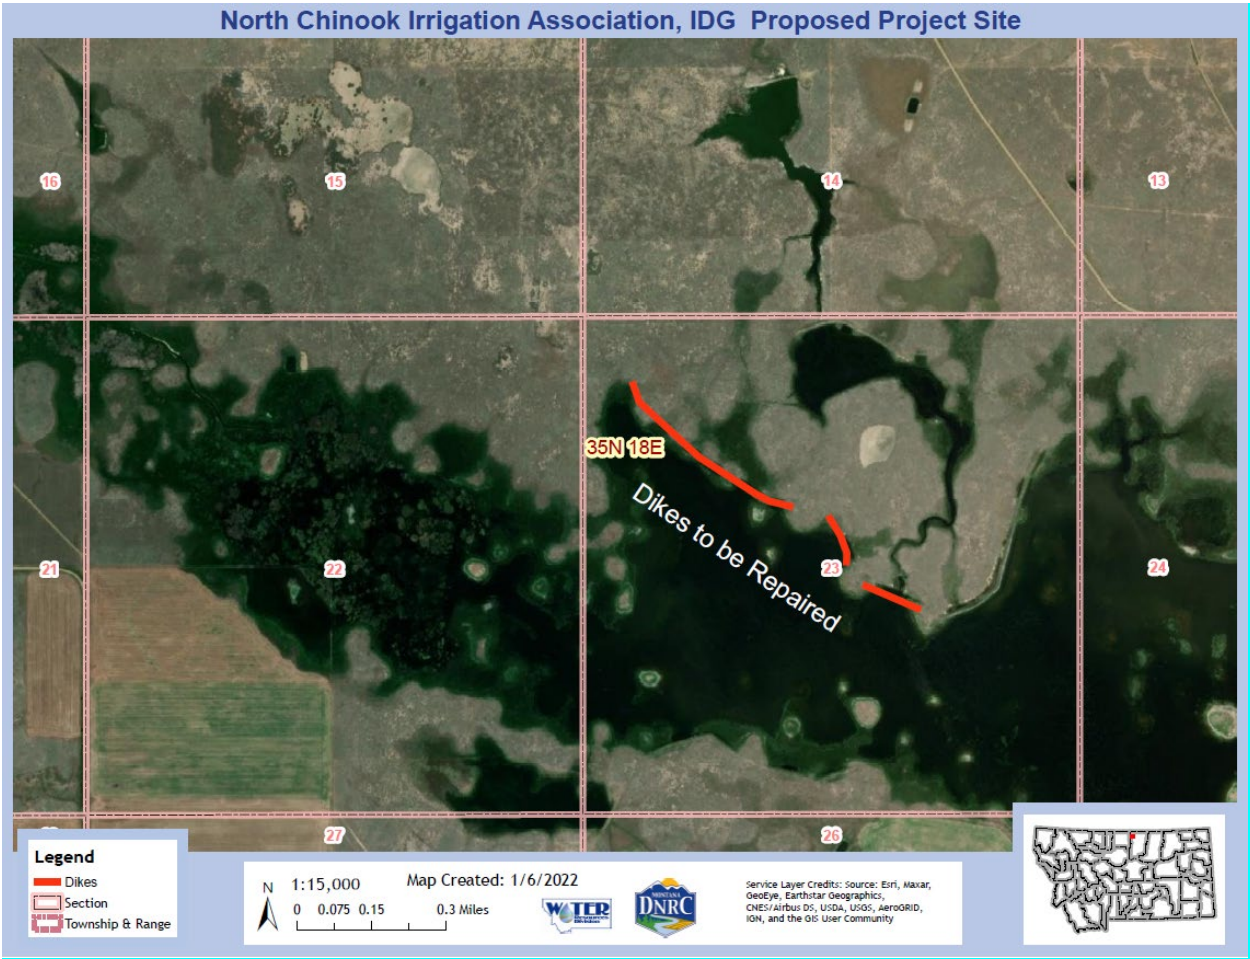 North Chinook Irrigation Association, IDG Proposed Project Site
16
15
14
13
35N 18E
Dikes to be Repaired
21
22
23
24
27
26
Legend
Dikes
Section
Township & Range
N
1:15,000
Map Created: 1/6/2022
0 0.075 0.15 0.3 Miles
WATER
MONTANA
DNRC
Service Layer Credits: Source: Esri, Maxar,
GeoEye, Earthstar Geographics,
CNES/Airbus DS, USDA, USGS, AeroGRID,
IGN, and the GIS User Community